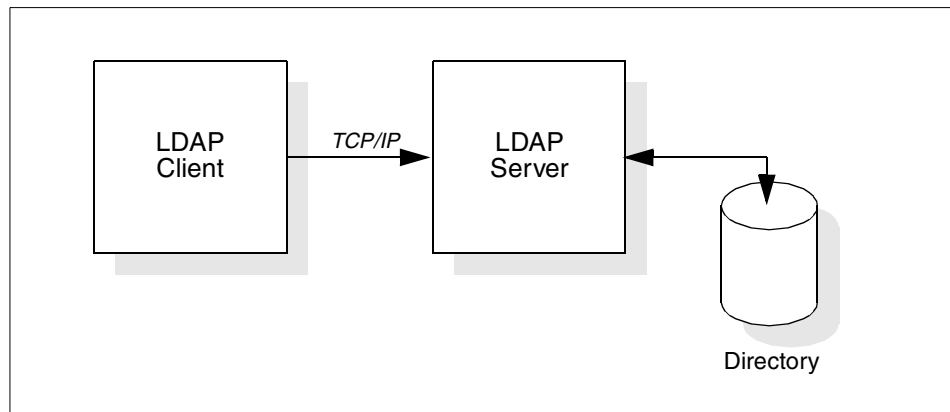 LDAP
Client
TCP/IP
LDAP
Server
Directory